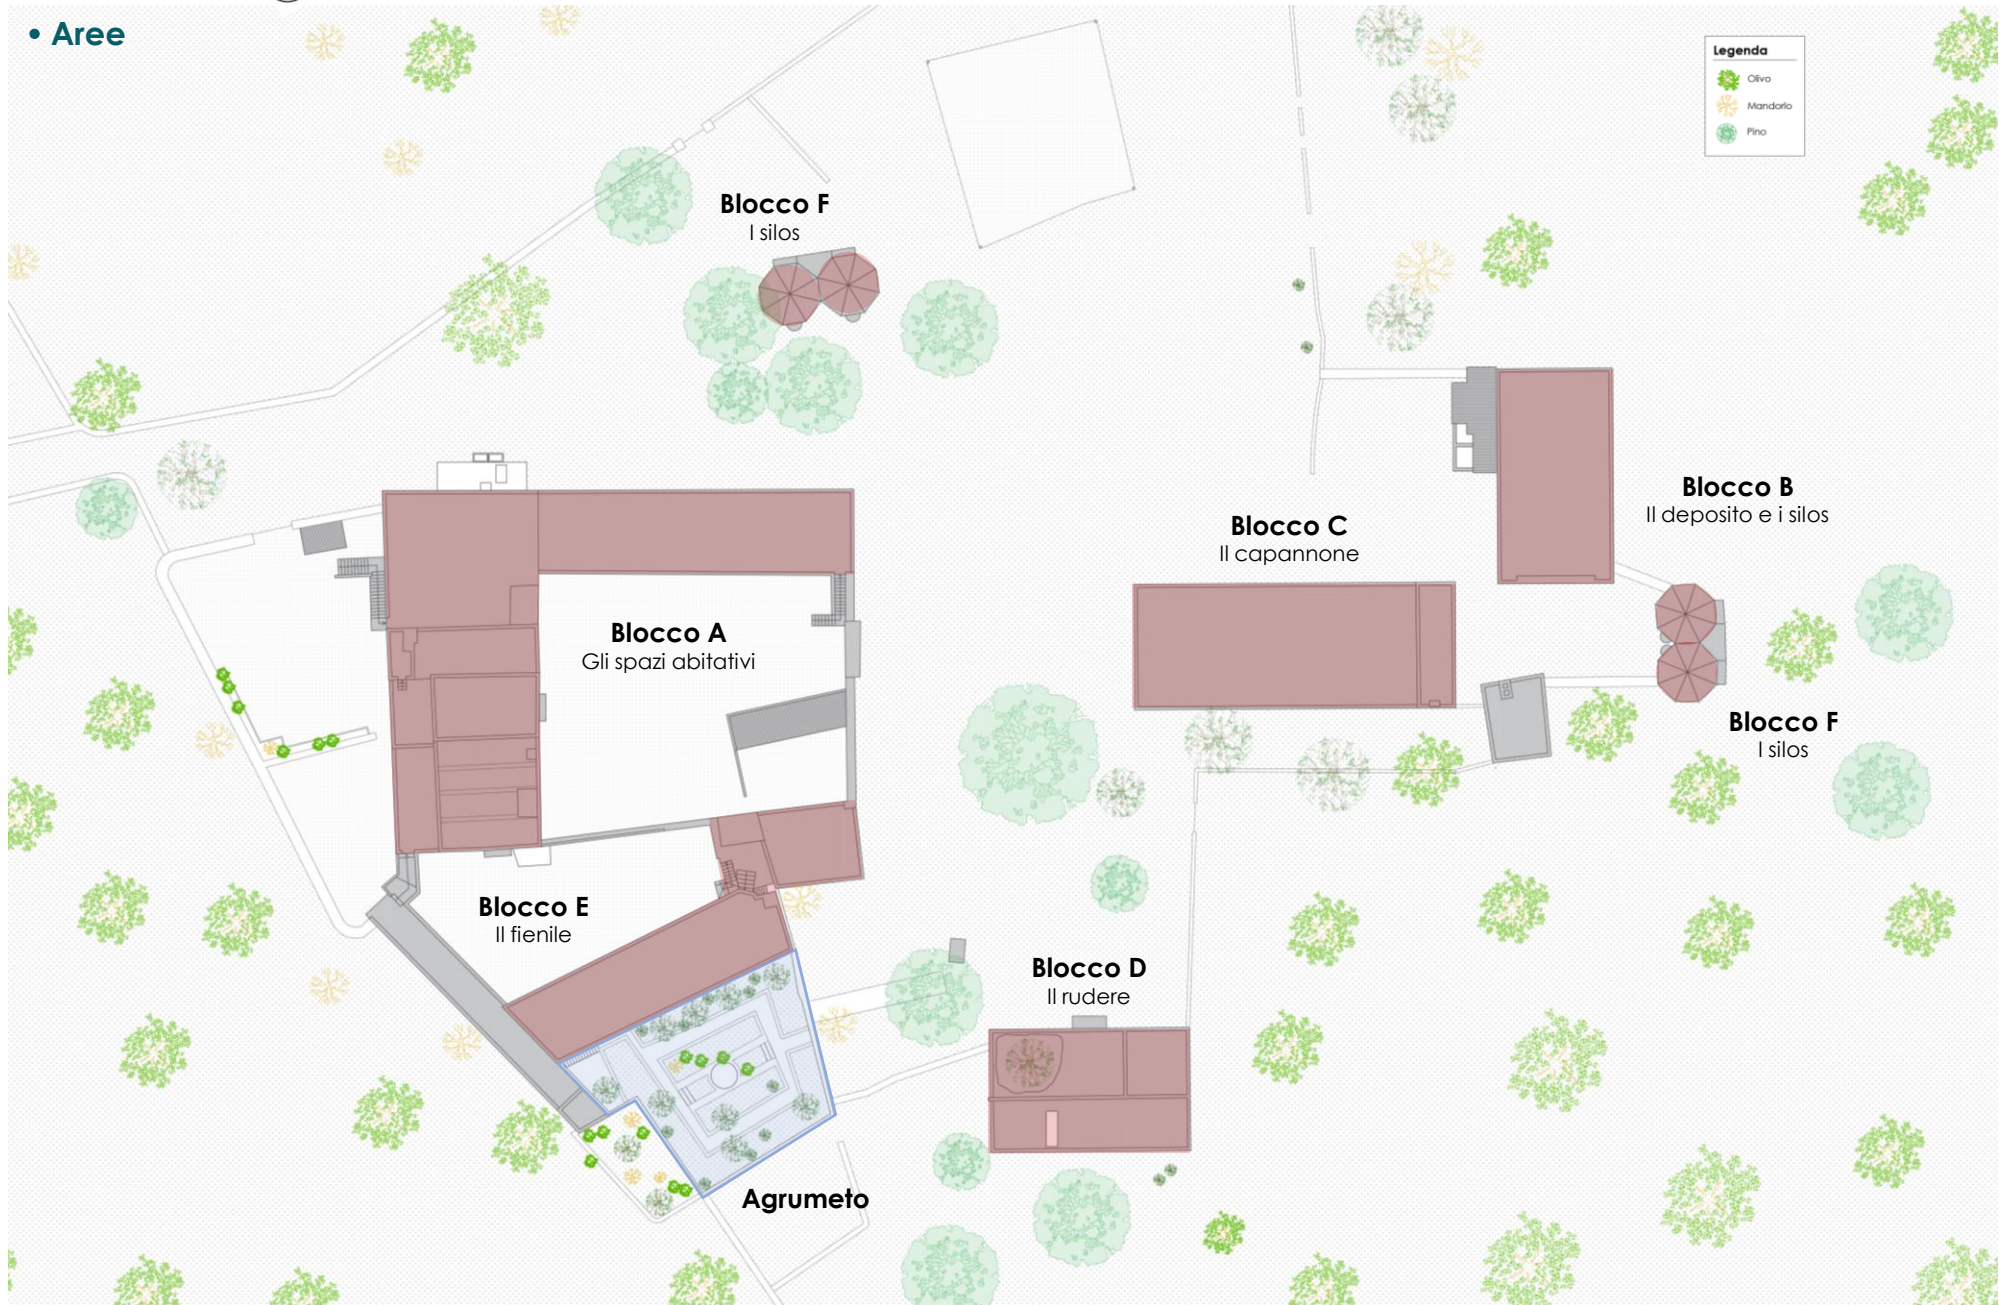 • Aree
Legenda
Olivo
Mandorlo
Pino
Blocco F
I silos
Blocco B
Il deposito e i silos
Blocco C
Il capannone
Blocco A
Gli spazi abitativi
Blocco F
I silos
Blocco E
Il fienile
Blocco D
Il rudere
Agrumeto